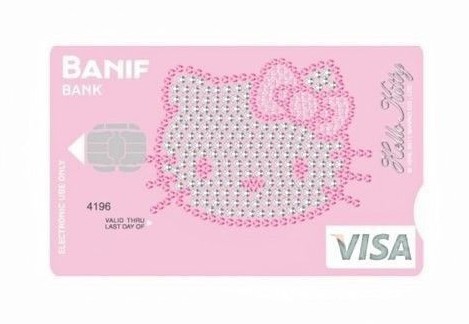 BANIF
BANK
Hello Kitty
ELECTRONIC USE ONLY
4196
VALID THRU
LAST DAY OF
VISA